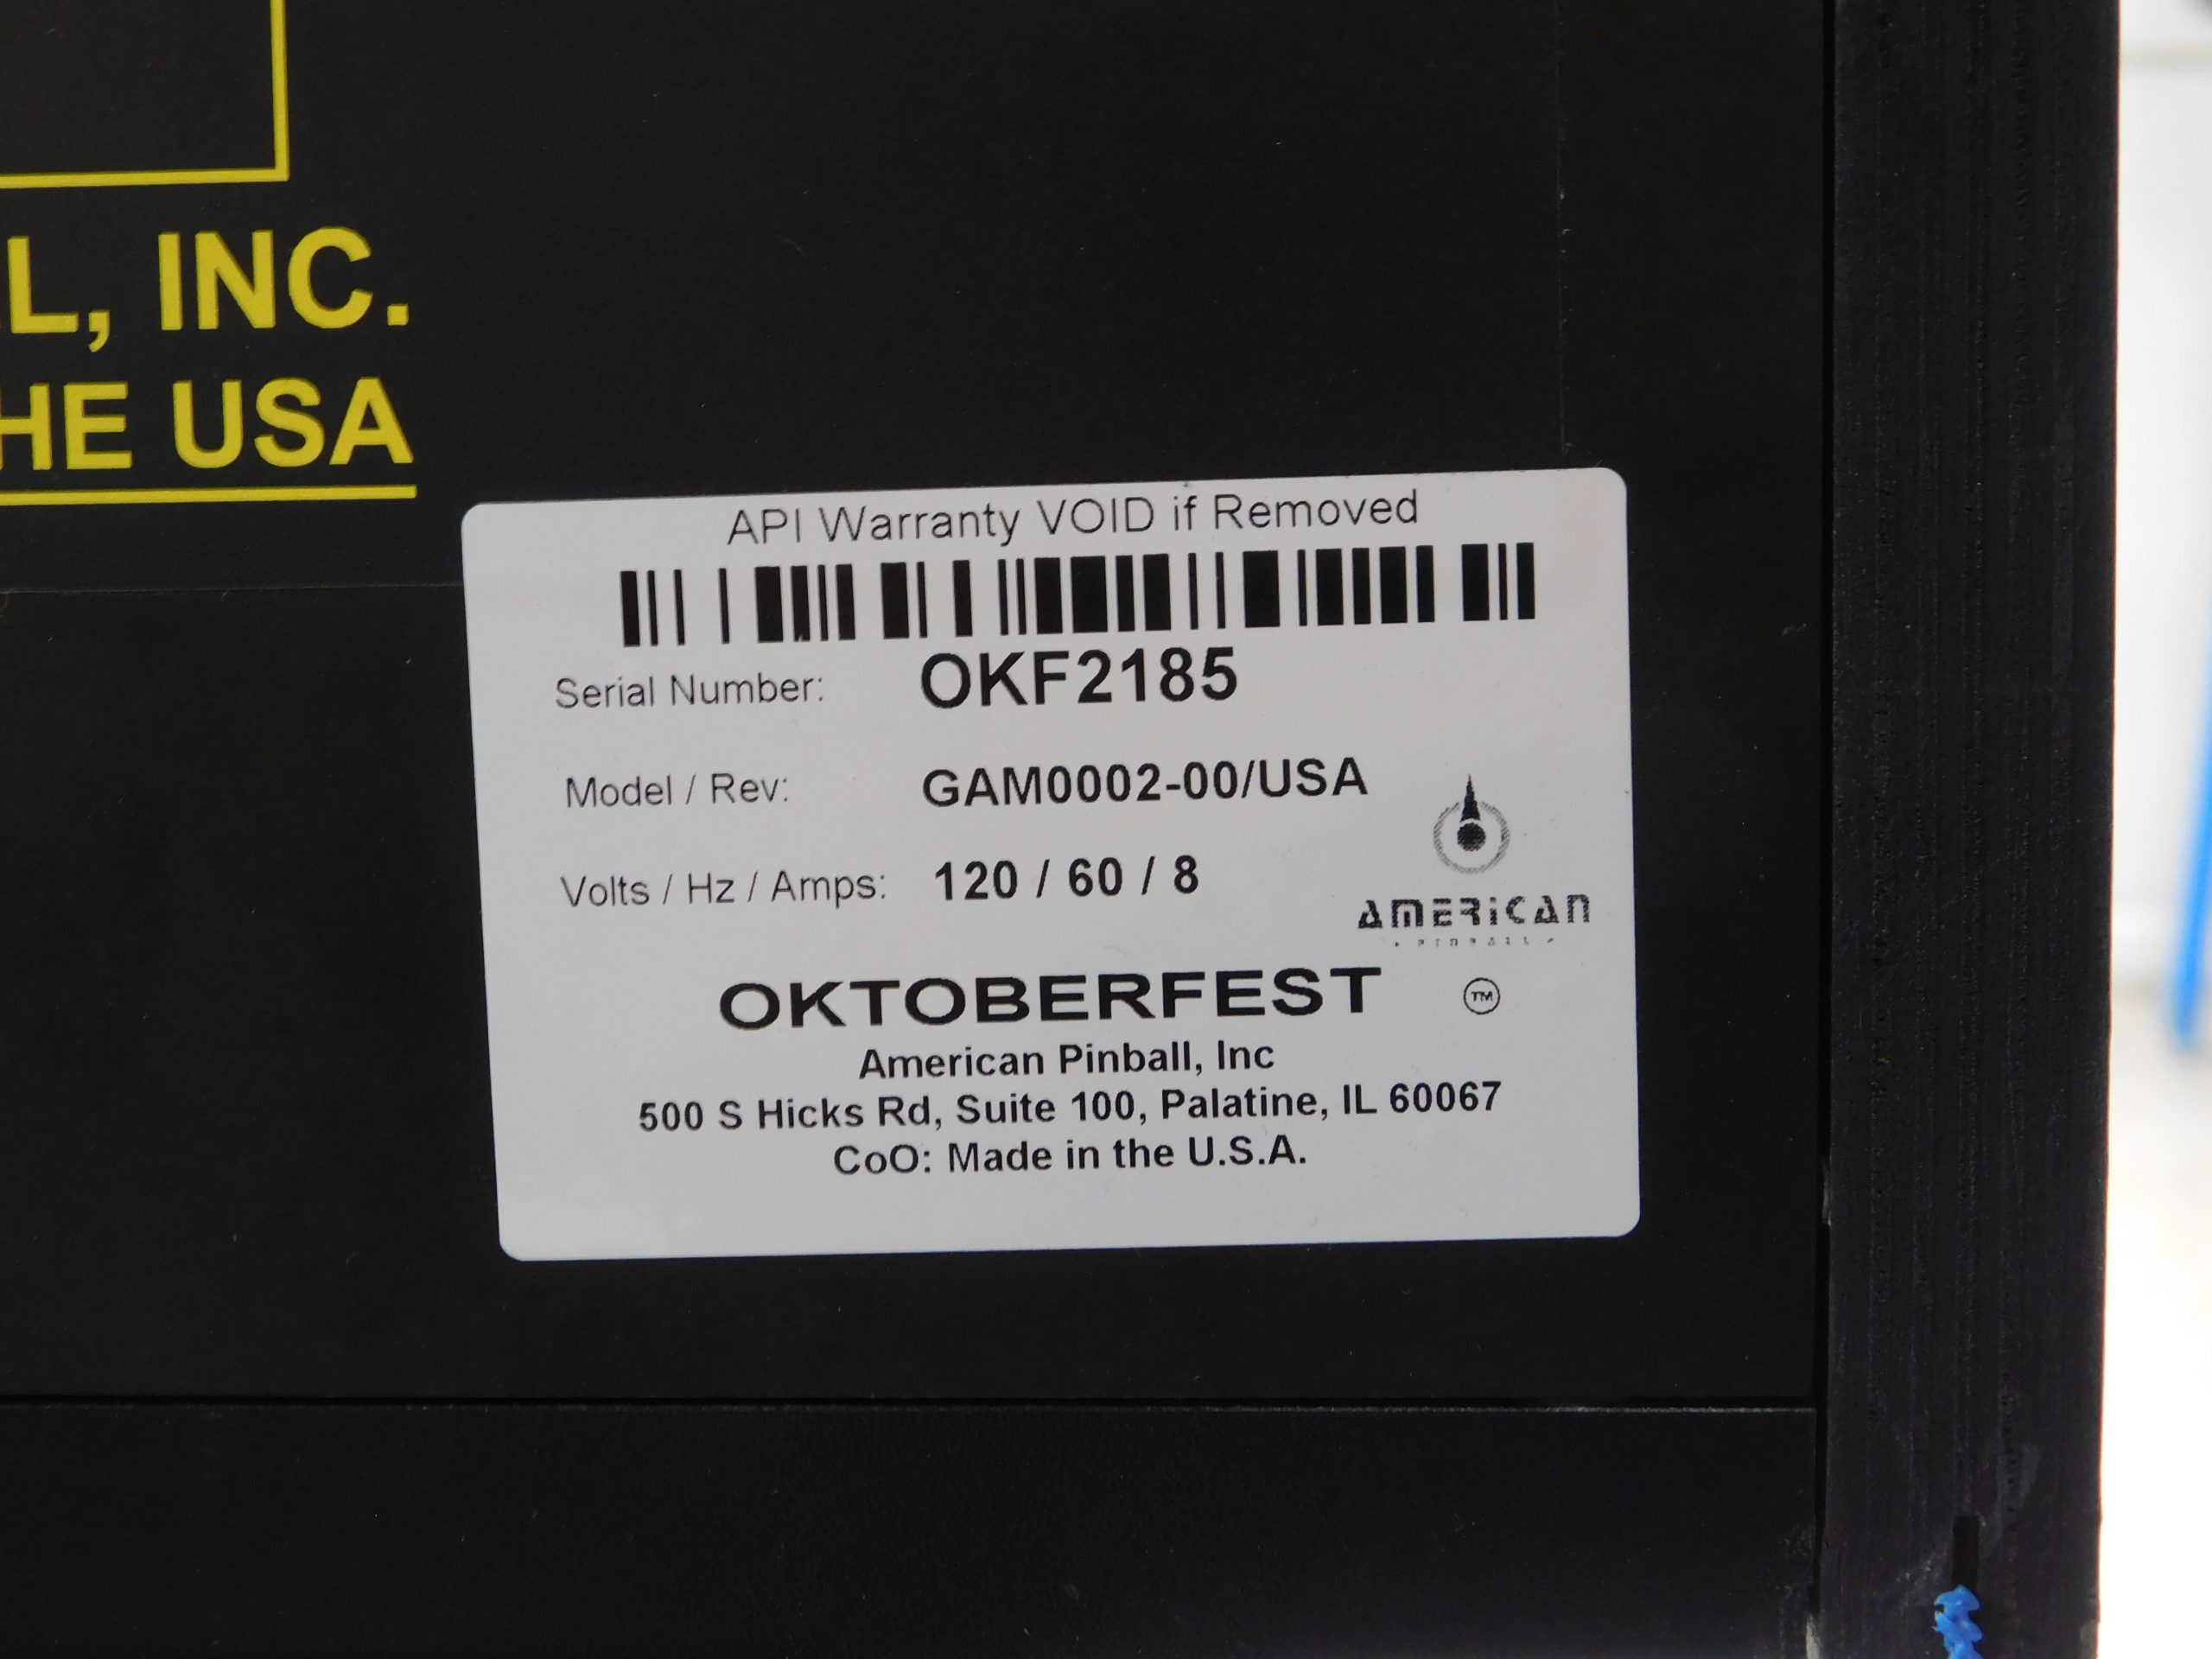 L, INC.
HE USA
API Warranty VOID if Removed
Serial Number: OKF2185
Model / Rev: GAM0002-00/USA
Volts / Hz / Amps: 120 / 60 / 8
AMERICAN
PINBALL
OKTOBERFEST ™
American Pinball, Inc
500 S Hicks Rd, Suite 100, Palatine, IL 60067
CoO: Made in the U.S.A.